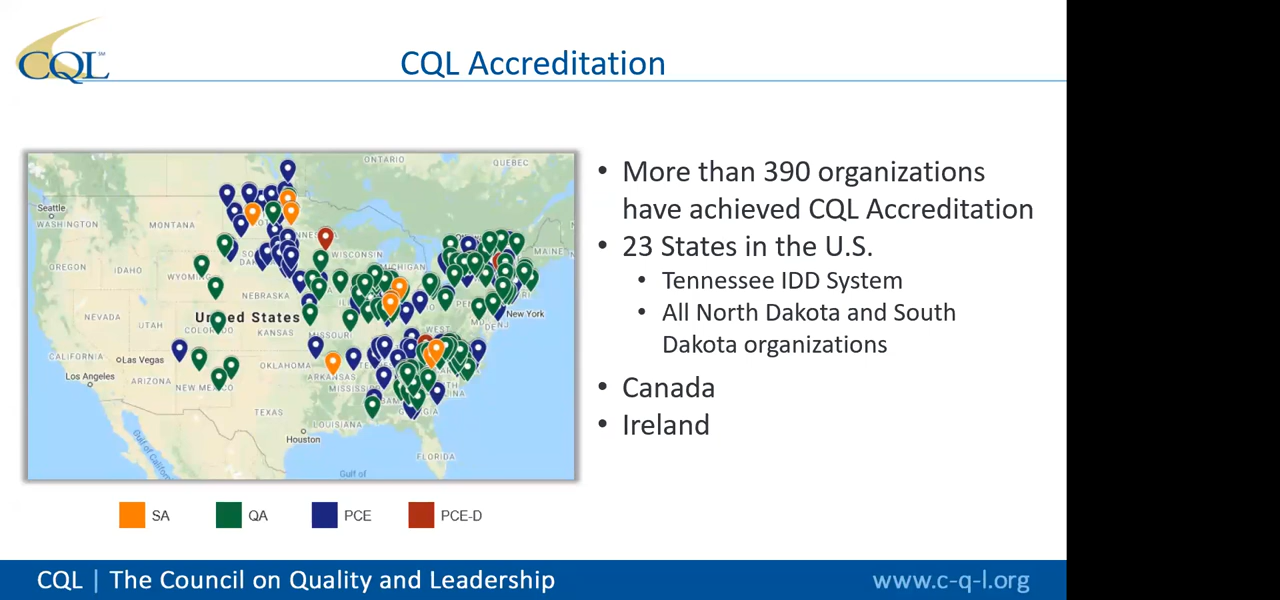 CQL
CQL Accreditation
• More than 390 organizations
have achieved CQL Accreditation
• 23 States in the U.S.
• Tennessee IDD System
• All North Dakota and South
Dakota organizations
• Canada
• Ireland
ONTARIO
QUEBEC
Seattle
WASHINGTON
MONTANA
MAINE
OREGON
IDAHO
WYOMING
WISCONSIN
MICHIGAN
NEBRASKA
New York
NEVADA
UTAH
United States
COLORADO
KANSAS
MISSOURI
WEST
CALIFORNIA
Las Vegas
OKLAHOMA
ARKANSAS
Los Angeles
ARIZONA
NEW MEXICO
MISSISSIPPI
TEXAS
LOUISIANA
Houston
FLORIDA
Gulf of
SA
QA
PCE
PCE-D
CQL | The Council on Quality and Leadership
www.c-q-l.org